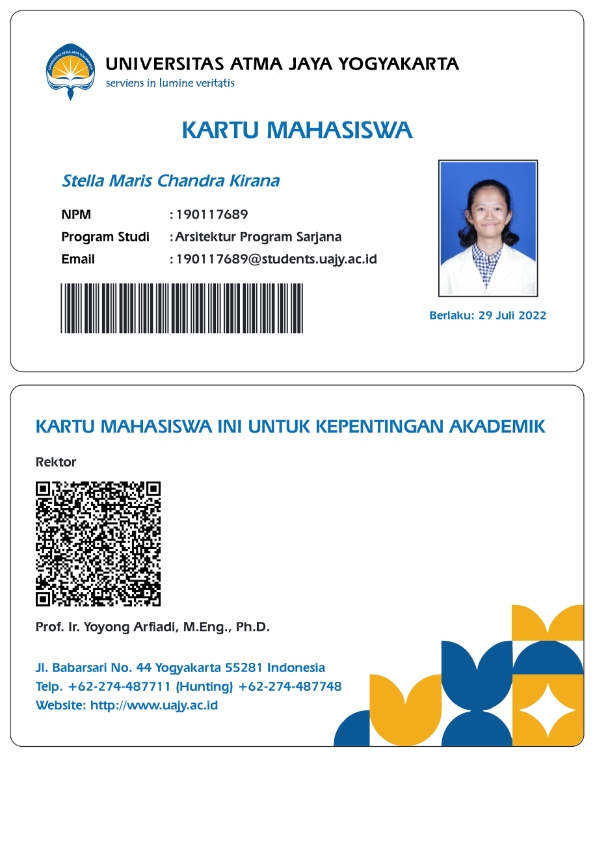 UNIVERSITAS ATMA JAYA YOGYAKARTA
serviens in lumine veritatis
KARTU MAHASISWA
Stella Maris Chandra Kirana
NPM : 190117689
Program Studi : Arsitektur Program Sarjana
Email : 190117689@students.uajy.ac.id
Berlaku: 29 Juli 2022
KARTU MAHASISWA INI UNTUK KEPENTINGAN AKADEMIK
Rektor
Prof. Ir. Yoyong Arfiadi, M.Eng., Ph.D.
Jl. Babarsari No. 44 Yogyakarta 55281 Indonesia
Telp. +62-274-487711 (Hunting) +62-274-487748
Website: http://www.uajy.ac.id